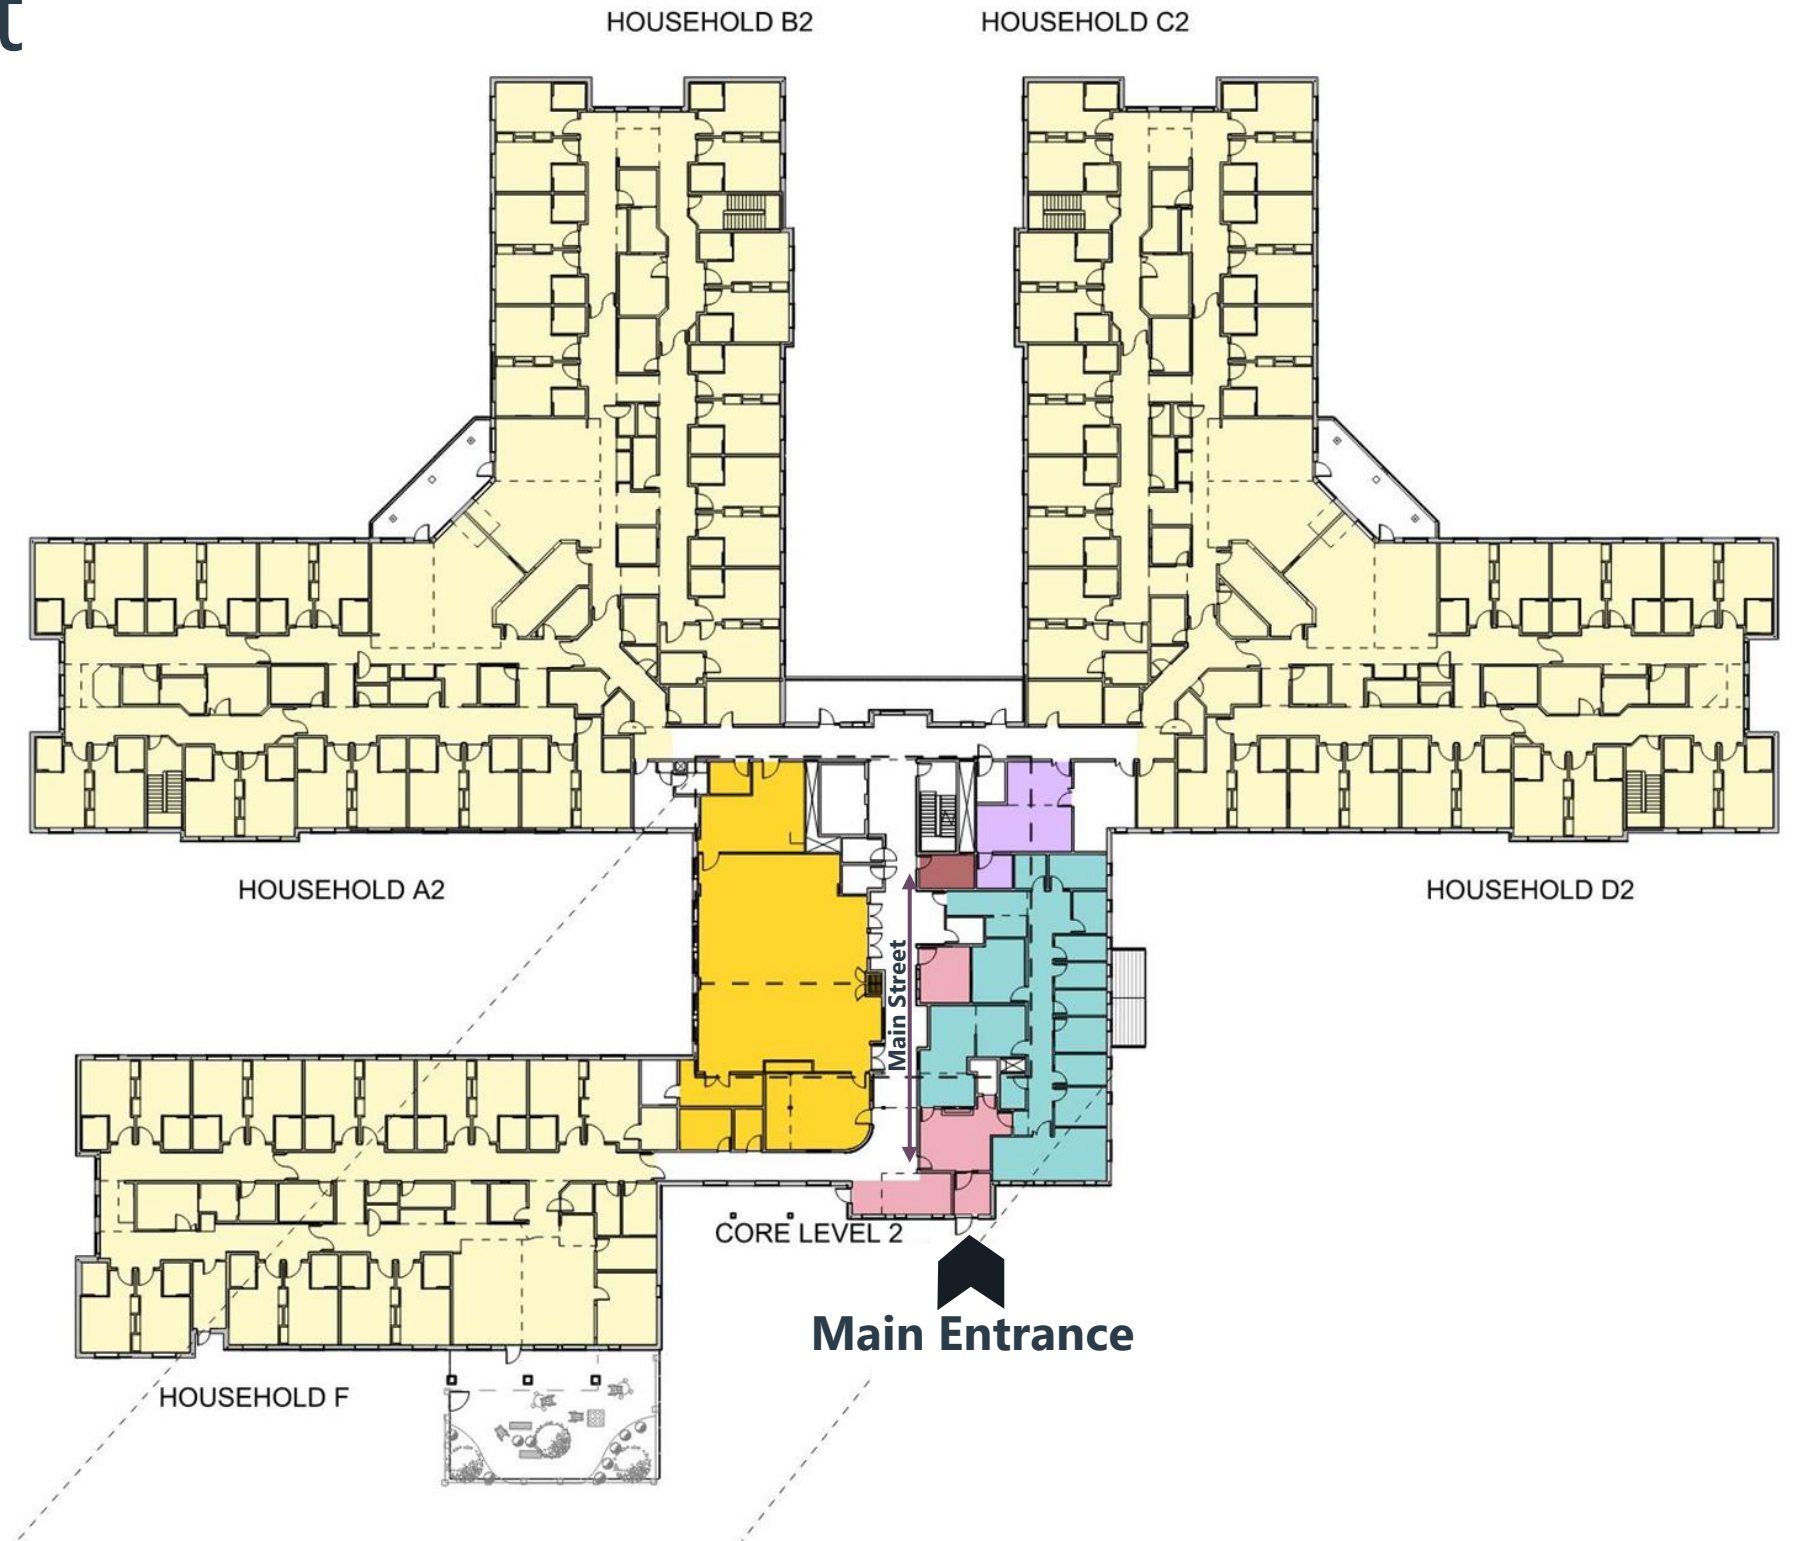 t
HOUSEHOLD B2
HOUSEHOLD C2
HOUSEHOLD A2
HOUSEHOLD D2
Main Street
CORE LEVEL 2
Main Entrance
HOUSEHOLD F